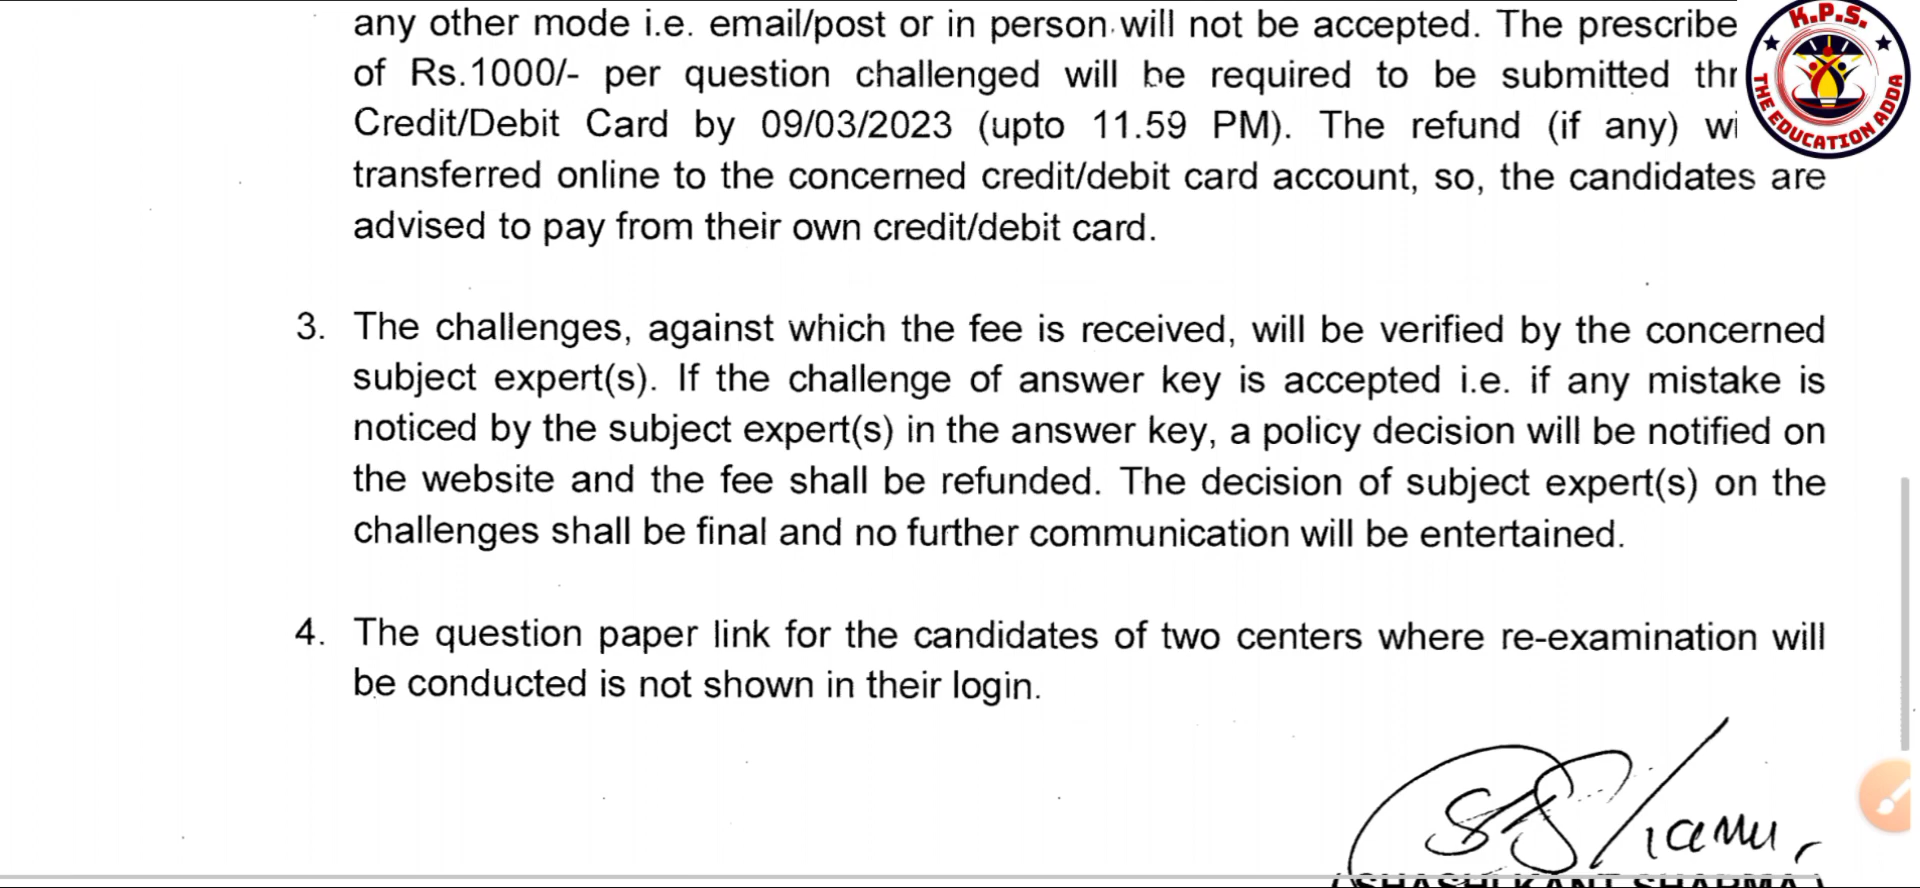 any other mode i.e. email/post or in person will not be accepted. The prescribe
of Rs.1000/- per question challenged will be required to be submitted thr
Credit/Debit Card by 09/03/2023 (upto 11.59 PM). The refund (if any) wi
transferred online to the concerned credit/debit card account, so, the candidates are
advised to pay from their own credit/debit card.
3. The challenges, against which the fee is received, will be verified by the concerned
subject expert(s). If the challenge of answer key is accepted i.e. if any mistake is
noticed by the subject expert(s) in the answer key, a policy decision will be notified on
the website and the fee shall be refunded. The decision of subject expert(s) on the
challenges shall be final and no further communication will be entertained.
4. The question paper link for the candidates of two centers where re-examination will
be conducted is not shown in their login.
(SHASHI KANT SHARMA)
K.P.S.
THE EDUCATION ADDA